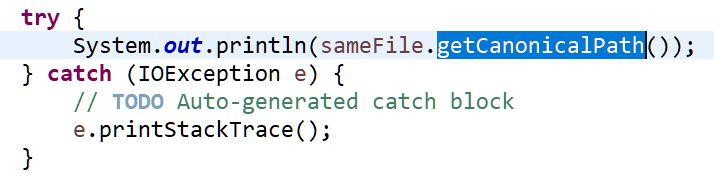 try {
    System.out.println(sameFile.getCanonicalPath());
} catch (IOException e) {
    // TODO Auto-generated catch block
    e.printStackTrace();
}